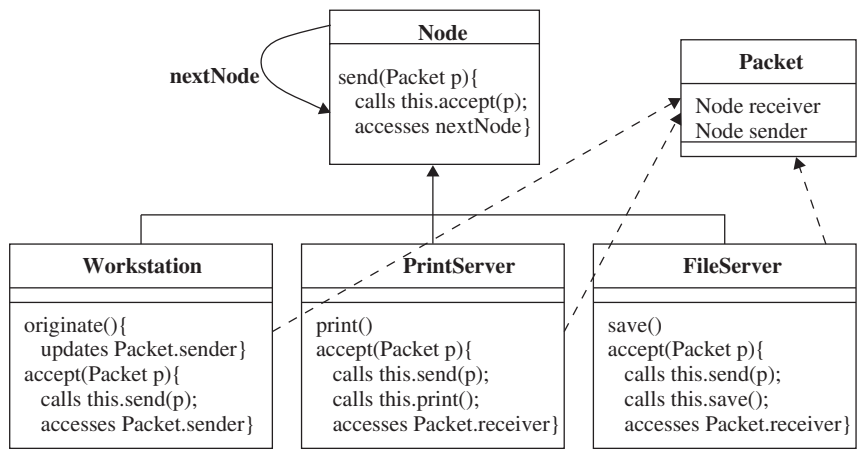 Node
nextNode
send(Packet p){
calls this.accept(p);
accesses nextNode}
Packet
Node receiver
Node sender
Workstation
originate(){
updates Packet.sender}
accept(Packet p){
calls this.send(p);
accesses Packet.sender}
PrintServer
print()
accept(Packet p){
calls this.send(p);
calls this.print();
accesses Packet.receiver}
FileServer
save()
accept(Packet p){
calls this.send(p);
calls this.save();
accesses Packet.receiver}